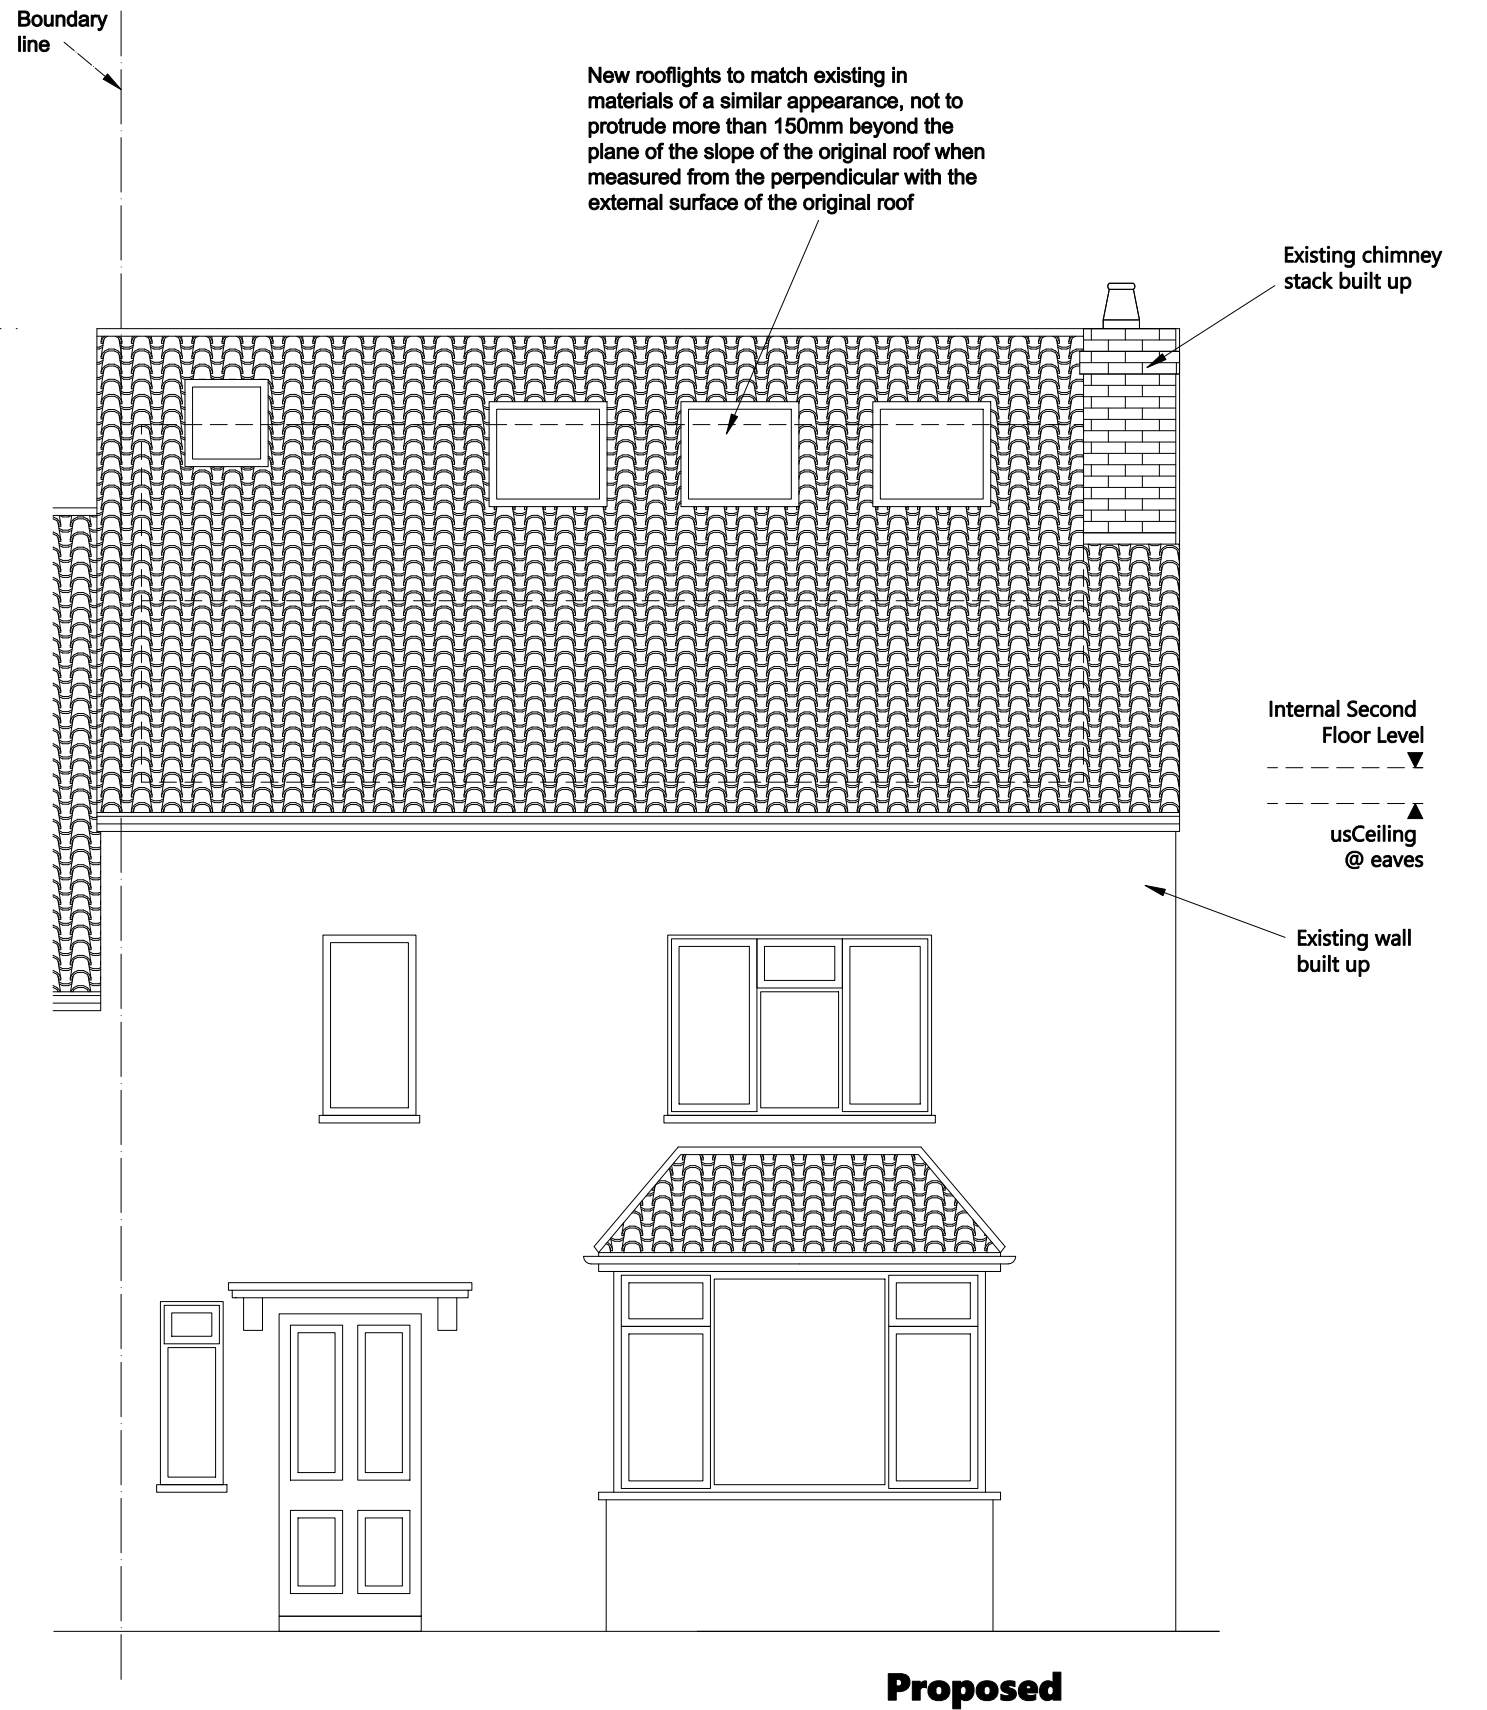 Boundary
line
New rooflights to match existing in
materials of a similar appearance, not to
protrude more than 150mm beyond the
plane of the slope of the original roof when
measured from the perpendicular with the
external surface of the original roof
Existing chimney
stack built up
Internal Second
Floor Level
usCeiling
@ eaves
Existing wall
built up
Proposed